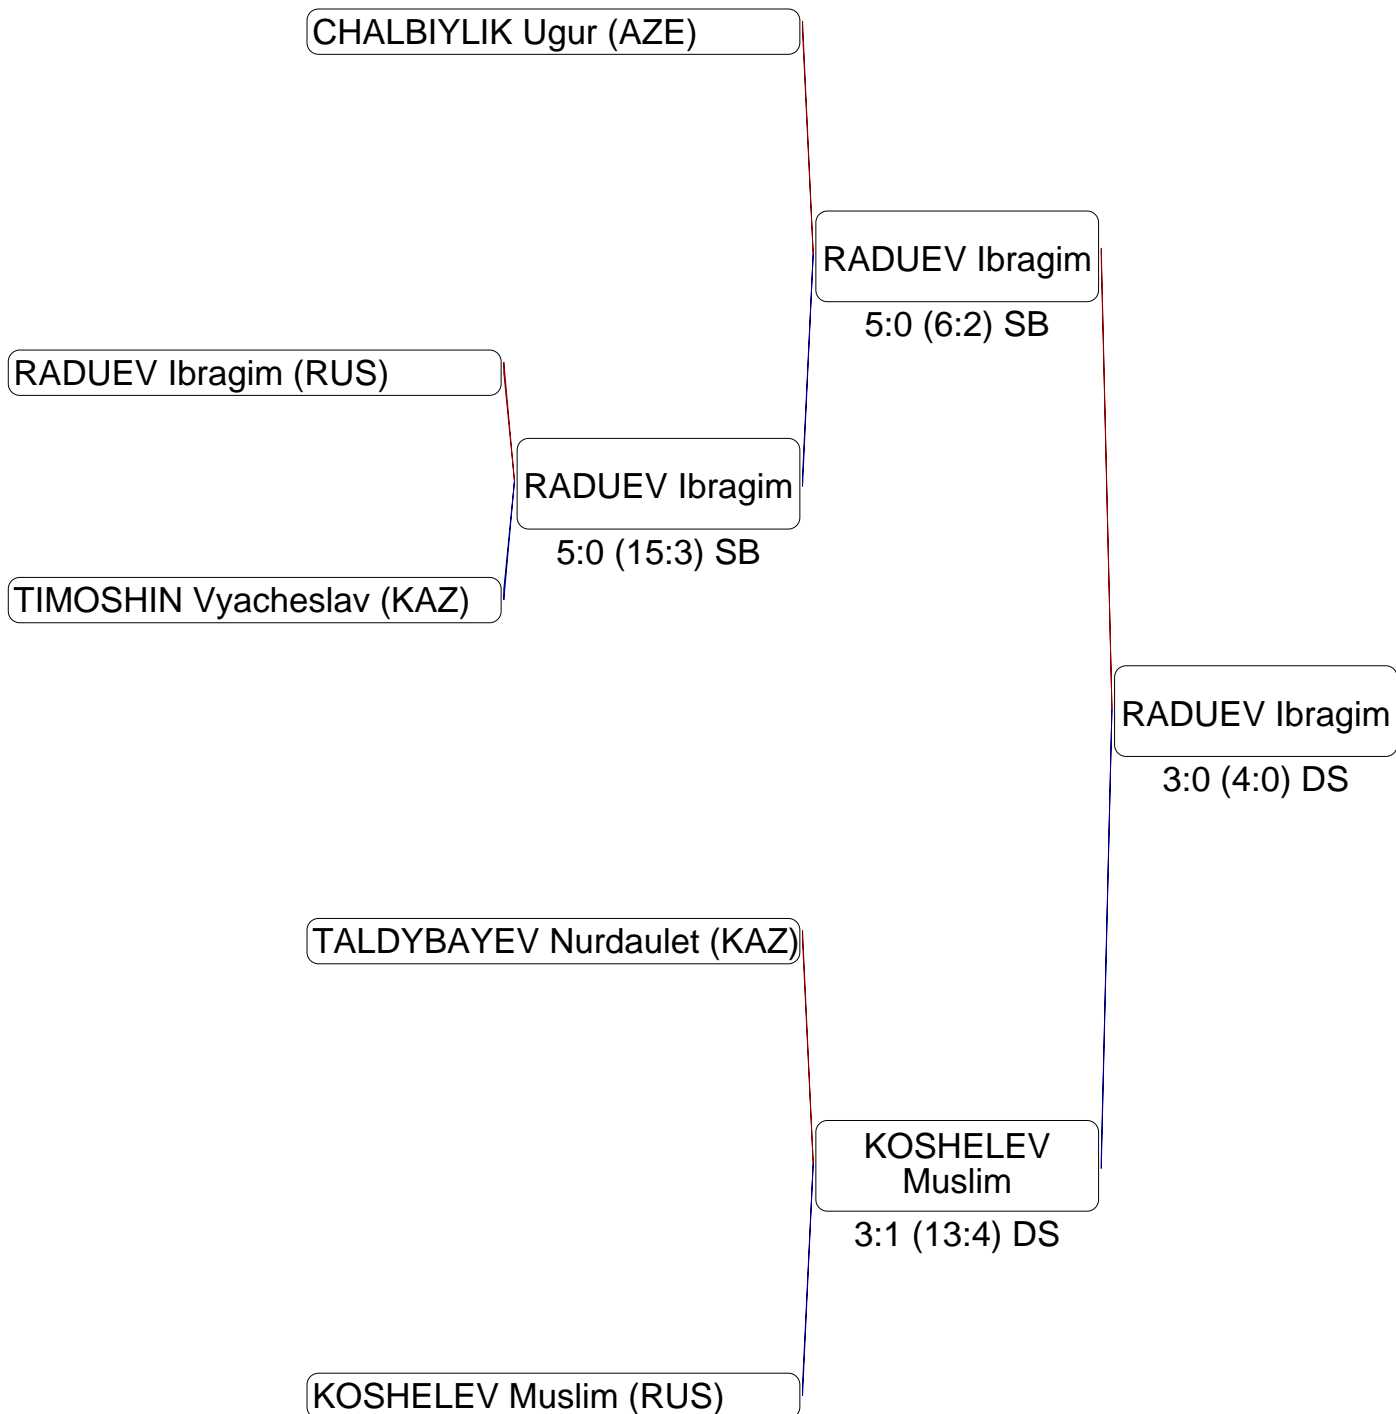 CHALBIYLIK Ugur (AZE)
RADUEV Ibragim
5:0 (6:2) SB
RADUEV Ibragim (RUS)
RADUEV Ibragim
5:0 (15:3) SB
TIMOSHIN Vyacheslav (KAZ)
RADUEV Ibragim
3:0 (4:0) DS
TALDYBAYEV Nurdaulet (KAZ)
KOSHELEV
Muslim
3:1 (13:4) DS
KOSHELEV Muslim (RUS)